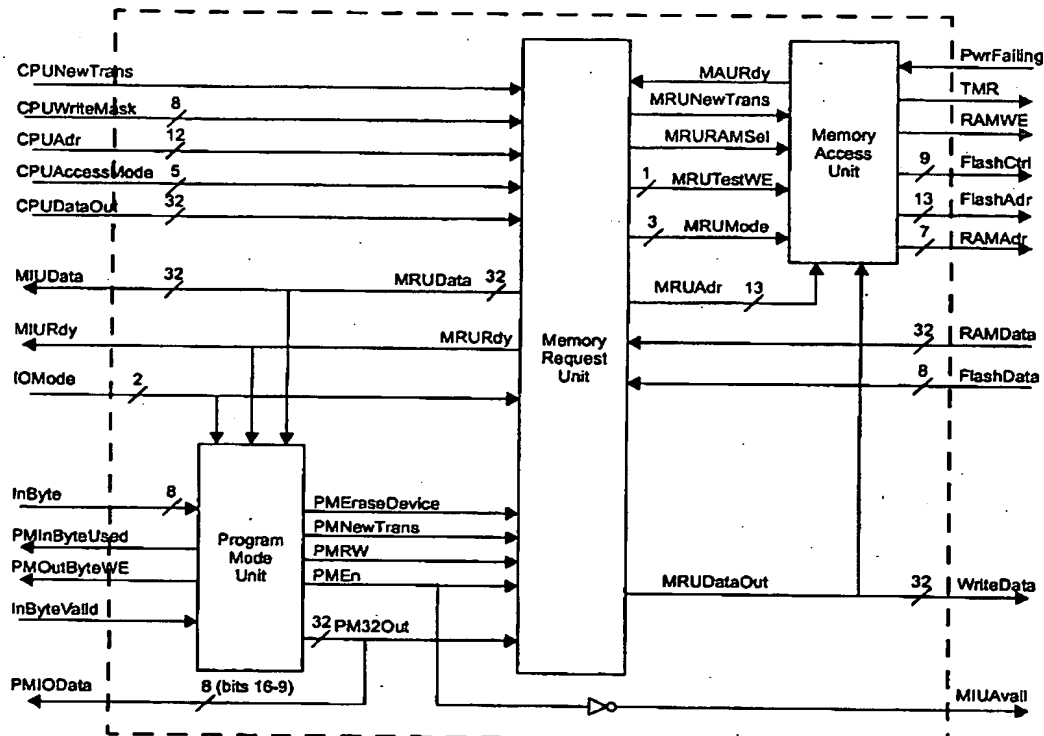 CPUNewTrans
CPUWriteMask
8
CPUAdr
12
CPUAccessMode
5
CPUDataOut
32
MIUData
32
MRUData
32
MIURdy
MRURdy
IOMode
2
InByte
8
PMInByteUsed
PMOutByteWE
InByteValid
PMIOData
8 (bits 16-9)
Program
Mode
Unit
PMEraseDevice
PMNewTrans
PMRW
PMEn
32
PM32Out
Memory
Request
Unit
MAURdy
MRUNewTrans
MRURAMSel
1
MRUTestWE
3
MRUMode
MRUAdr
13
Memory
Access
Unit
PwrFailing
TMR
RAMWE
9
FlashCtrl
13
FlashAdr
7
RAMAdr
32
RAMData
8
FlashData
MRUDataOut
32
WriteData
MIUAvail